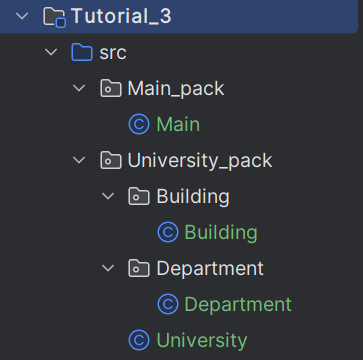 Tutorial_3
src
Main_pack
Main
University_pack
Building
Building
Department
Department
University